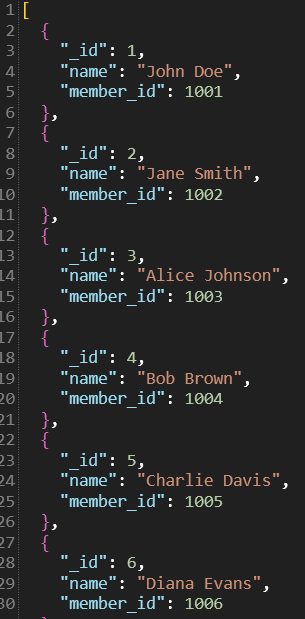 1 [
2 {
3 "_id": 1,
4 "name": "John Doe",
5 "member_id": 1001
6 },
7 {
8 "_id": 2,
9 "name": "Jane Smith",
10 "member_id": 1002
11 },
12 {
13 "_id": 3,
14 "name": "Alice Johnson",
15 "member_id": 1003
16 },
17 {
18 "_id": 4,
19 "name": "Bob Brown",
20 "member_id": 1004
21 },
22 {
23 "_id": 5,
24 "name": "Charlie Davis",
25 "member_id": 1005
26 },
27 {
28 "_id": 6,
29 "name": "Diana Evans",
30 "member_id": 1006